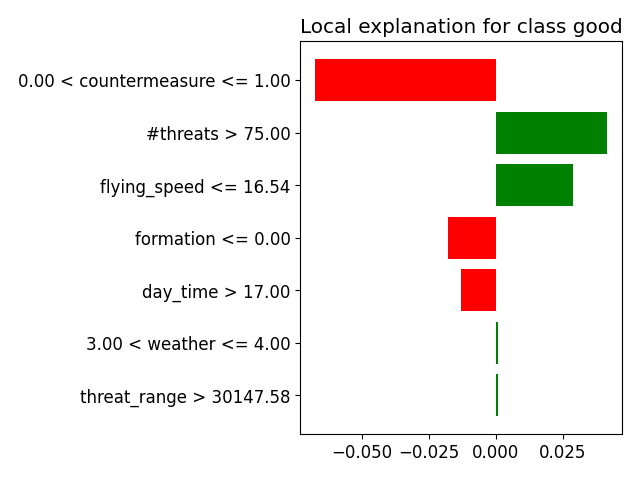 Local explanation for class good
0.00 < countermeasure <= 1.00
#threats > 75.00
flying_speed <= 16.54
formation <= 0.00
day_time > 17.00
3.00 < weather <= 4.00
threat_range > 30147.58
−0.050 −0.025 0.000 0.025